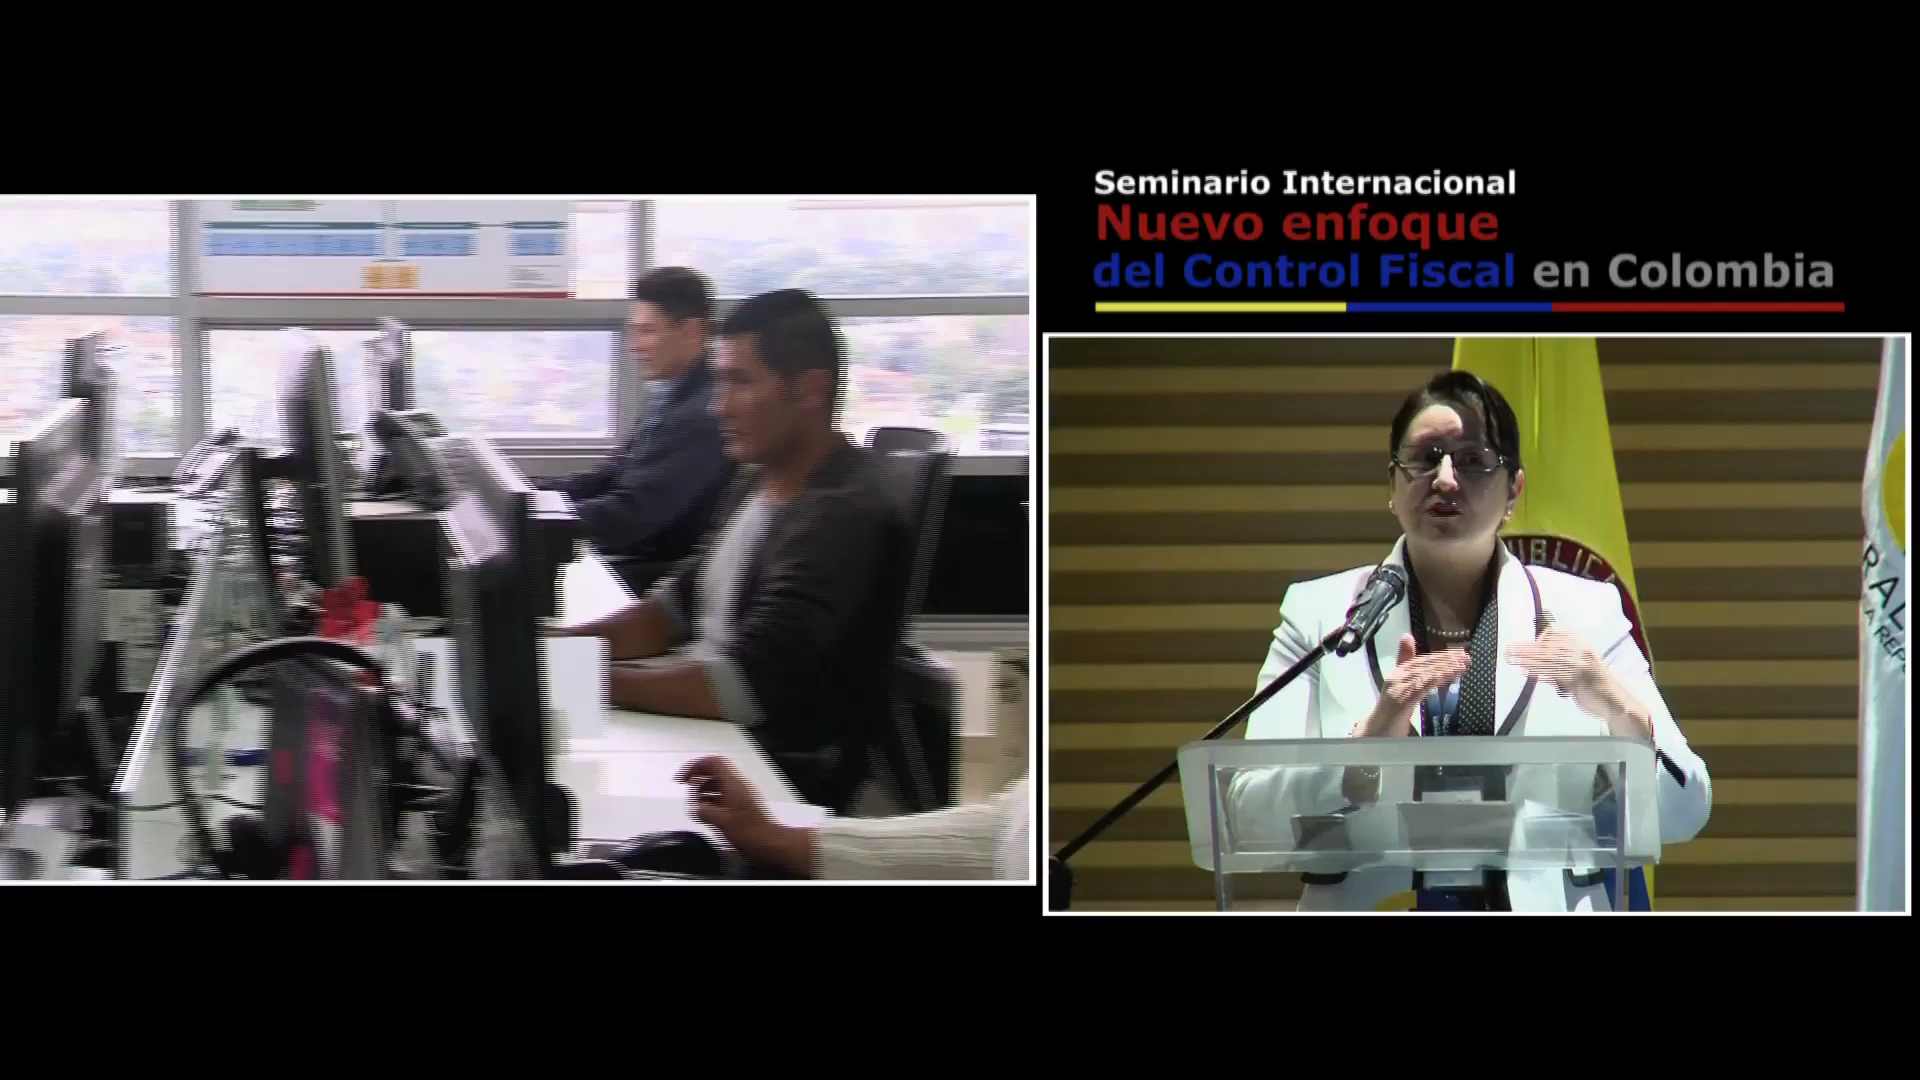 Seminario Internacional
Nuevo enfoque
del Control Fiscal en Colombia